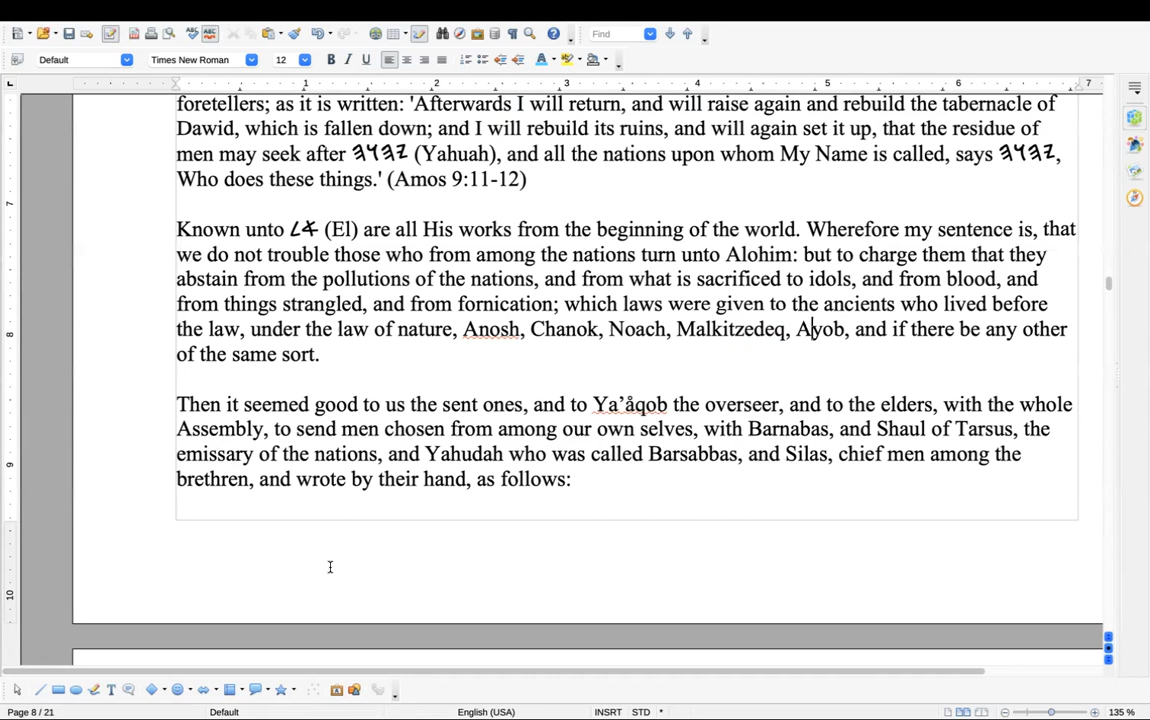 Find
Default
Times New Roman
12
1 2 3 4 5 6 7
foretellers; as it is written: 'Afterwards I will return, and will raise again and rebuild the tabernacle of
Dawid, which is fallen down; and I will rebuild its ruins, and will again set it up, that the residue of
men may seek after 𐤉𐤄𐤅𐤄 (Yahuah), and all the nations upon whom My Name is called, says 𐤉𐤄𐤅𐤄,
Who does these things.' (Amos 9:11-12)
Known unto 𐤀𐤋 (El) are all His works from the beginning of the world. Wherefore my sentence is, that
we do not trouble those who from among the nations turn unto Alohim: but to charge them that they
abstain from the pollutions of the nations, and from what is sacrificed to idols, and from blood, and
from things strangled, and from fornication; which laws were given to the ancients who lived before
the law, under the law of nature, Anosh, Chanok, Noach, Malkitzedeq, Ayob, and if there be any other
of the same sort.
Then it seemed good to us the sent ones, and to Ya’åqob the overseer, and to the elders, with the whole
Assembly, to send men chosen from among our own selves, with Barnabas, and Shaul of Tarsus, the
emissary of the nations, and Yahudah who was called Barsabbas, and Silas, chief men among the
brethren, and wrote by their hand, as follows:
7
8
9
10
Page 8 / 21
Default
English (USA)
INSRT
STD
*
135 %